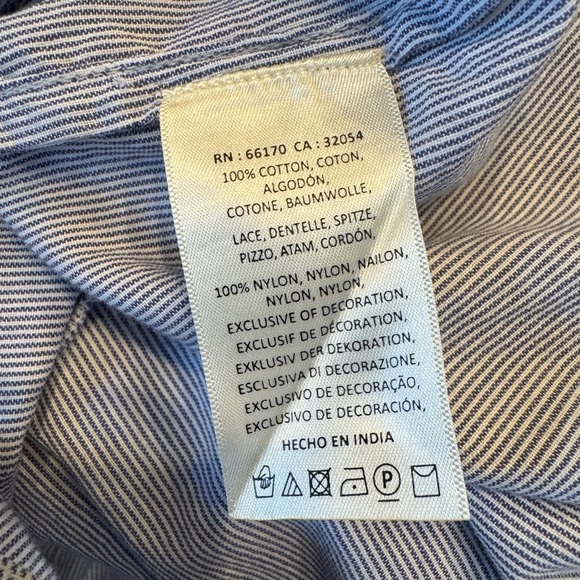 RN : 66170 CA : 32054
100% COTTON, COTON,
ALGODÓN,
COTONE, BAUMWOLLE,
LACE, DENTELLE, SPITZE,
PIZZO, ATAM, CORDÓN,
100% NYLON, NYLON, NAILON,
NYLON, NYLON,
EXCLUSIVE OF DECORATION,
EXCLUSIF DE DÉCORATION,
EXKLUSIV DER DEKORATION,
ESCLUSIVA DI DECORAZIONE,
EXCLUSIVO DE DECORAÇÃO,
EXCLUSIVO DE DECORACIÓN,
HECHO EN INDIA
P